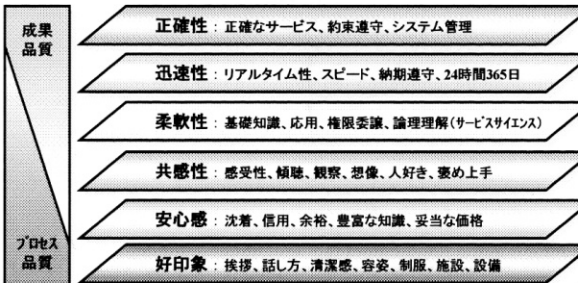 成果
品質
正確性：正確なサービス、約束遵守、システム管理
迅速性：リアルタイム性、スピード、納期遵守、24時間365日
柔軟性：基礎知識、応用、権限委譲、論理理解(サービスサイエンス)
共感性：感受性、傾聴、観察、想像、人好き、褒め上手
安心感：沈着、信用、余裕、豊富な知識、妥当な価格
プロセス
品質
好印象：挨拶、話し方、清潔感、容姿、制服、施設、設備